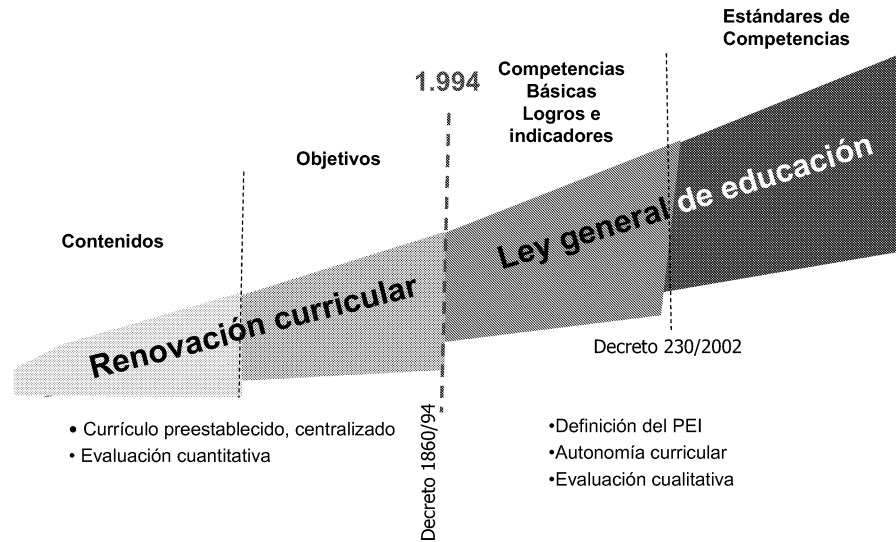 Estándares de
Competencias
Competencias
Básicas
Logros e
indicadores
1.994
Objetivos
Contenidos
Ley general de educación
Renovación curricular
Decreto 230/2002
Decreto 1860/94
• Currículo preestablecido, centralizado
• Evaluación cuantitativa
•Definición del PEI
•Autonomía curricular
•Evaluación cualitativa